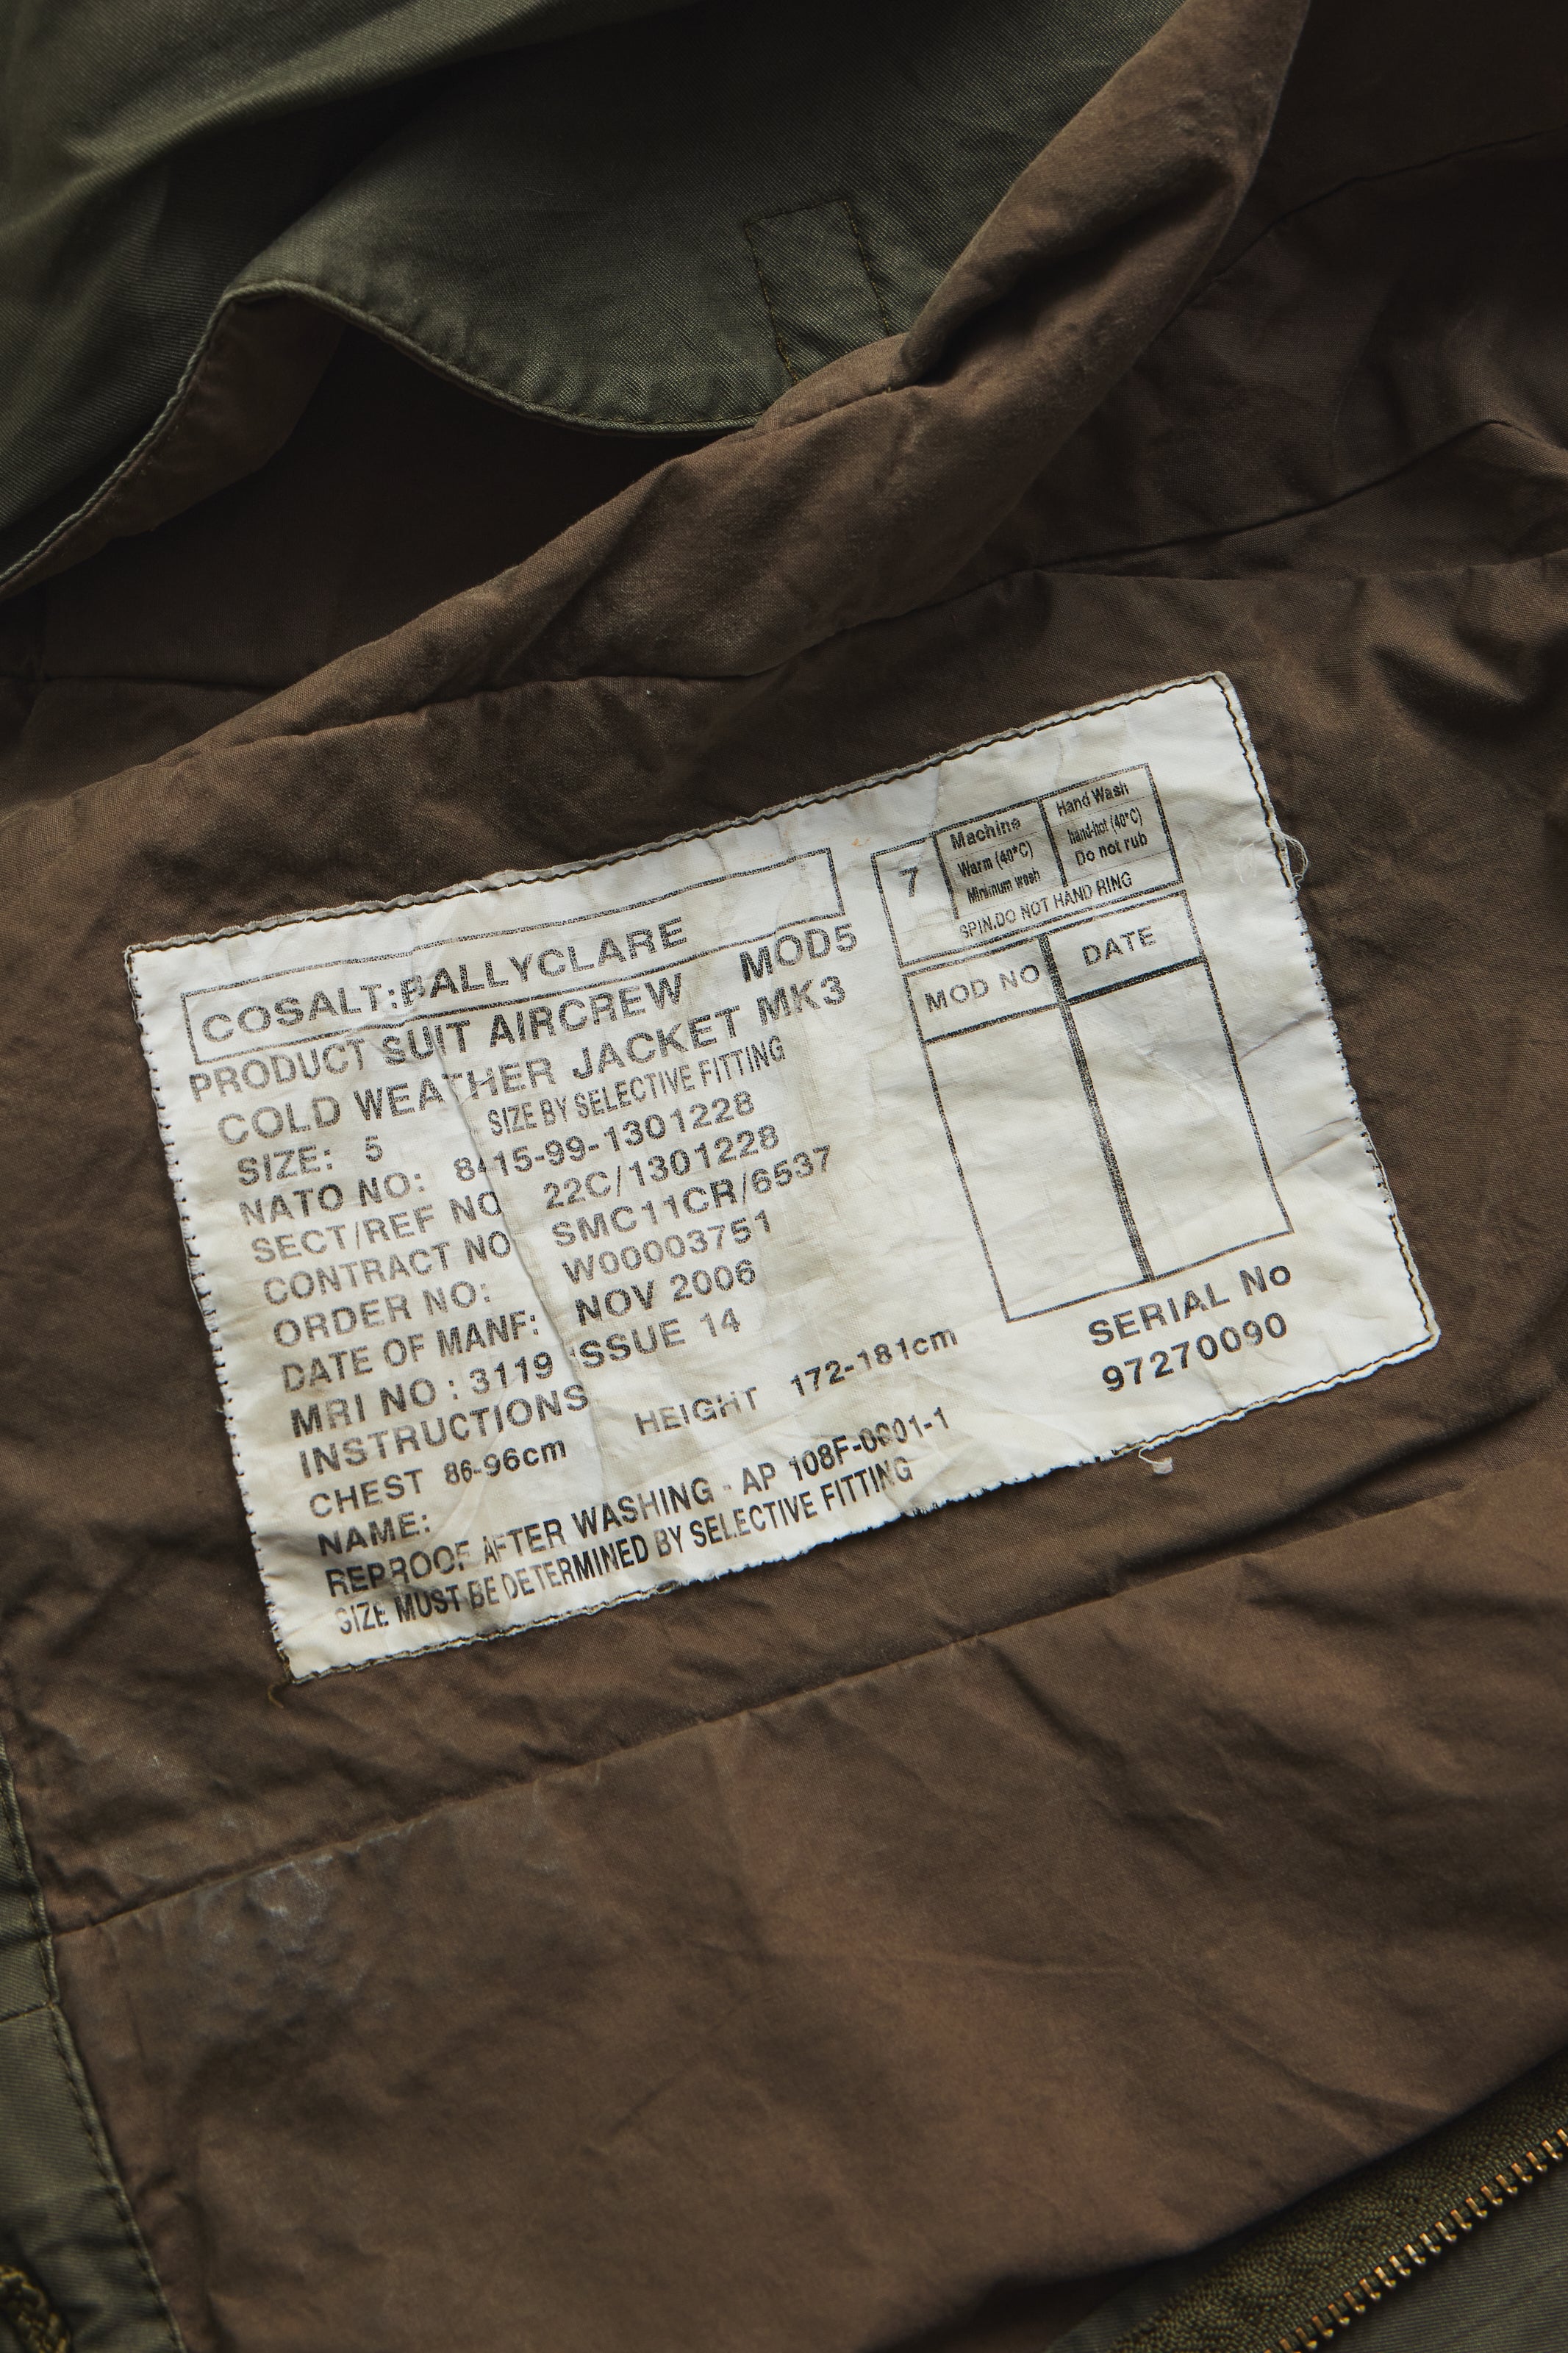 COSALT:BALLYCLARE
PRODUCT SUIT AIRCREW MOD5
COLD WEATHER JACKET MK3
SIZE: 5 SIZE BY SELECTIVE FITTING
NATO NO: 8415-99-1301228
SECT/REF NO 22C/1301228
CONTRACT NO SMC11CR/6537
ORDER NO: W00003751
DATE OF MANF: NOV 2006
MRI NO : 3119 ISSUE 14
INSTRUCTIONS
CHEST 86-96cm HEIGHT 172-181cm
NAME:
REPROOF AFTER WASHING - AP 108F-0901-1
SIZE MUST BE DETERMINED BY SELECTIVE FITTING
7
Machine
Warm (40°C)
Minimum wash
Hand Wash
hand-hot (40°C)
Do not rub
SPIN.DO NOT HAND RING
MOD NO DATE
SERIAL No
97270090